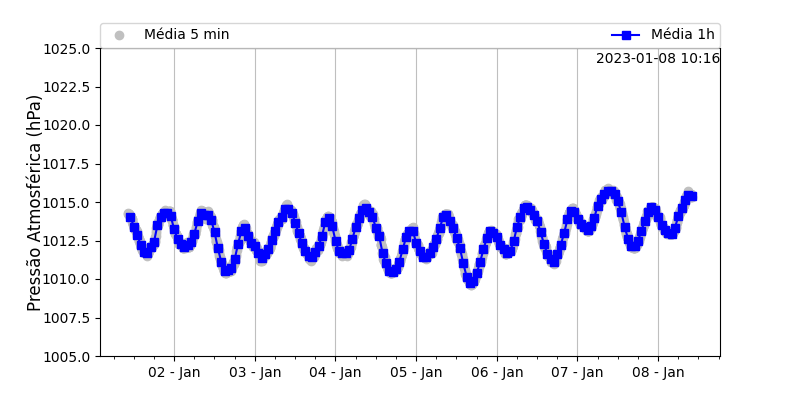 Média 5 min
Média 1h
2023-01-08 10:16
Pressão Atmosférica (hPa)
1025.0
1022.5
1020.0
1017.5
1015.0
1012.5
1010.0
1007.5
1005.0
02 - Jan
03 - Jan
04 - Jan
05 - Jan
06 - Jan
07 - Jan
08 - Jan